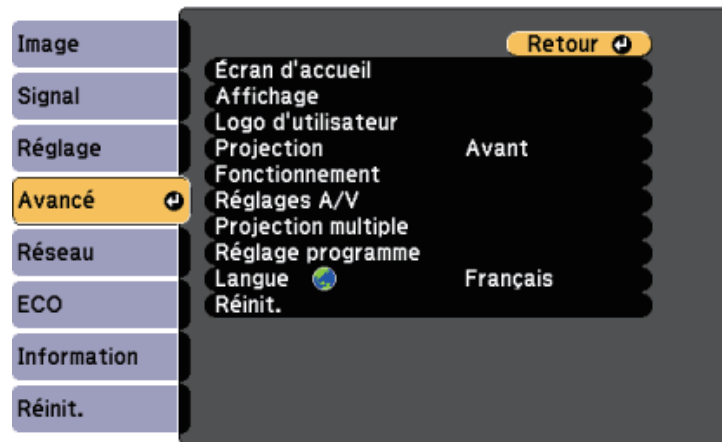 Image
Signal
Réglage
Avancé
Réseau
ECO
Information
Réinit.
Retour
Écran d'accueil
Affichage
Logo d'utilisateur
Projection Avant
Fonctionnement
Réglages A/V
Projection multiple
Réglage programme
Langue Français
Réinit.